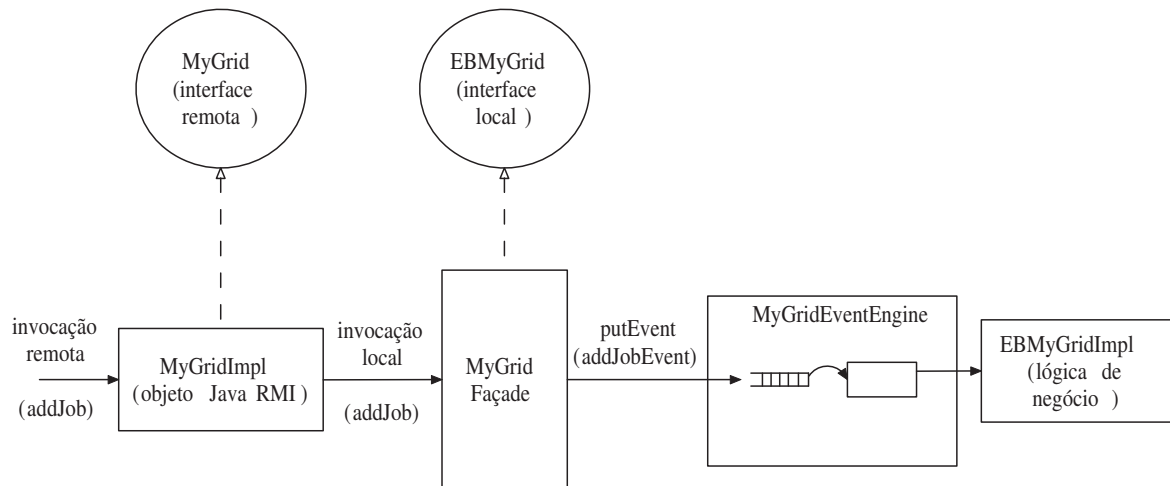 MyGrid
(interface
remota )
EBMyGrid
(interface
local )
invocação
remota
(addJob)
MyGridImpl
(objeto Java RMI )
invocação
local
(addJob)
MyGrid
Façade
putEvent
(addJobEvent)
MyGridEventEngine
EBMyGridImpl
(lógica de
negócio )